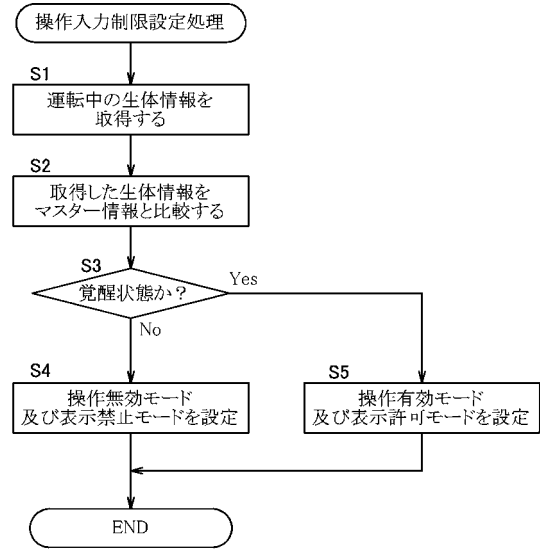 操作入力制限設定処理
S1
運転中の生体情報を
取得する
S2
取得した生体情報を
マスター情報と比較する
S3
覚醒状態か?
Yes
No
S4
操作無効モード
及び表示禁止モードを設定
S5
操作有効モード
及び表示許可モードを設定
END